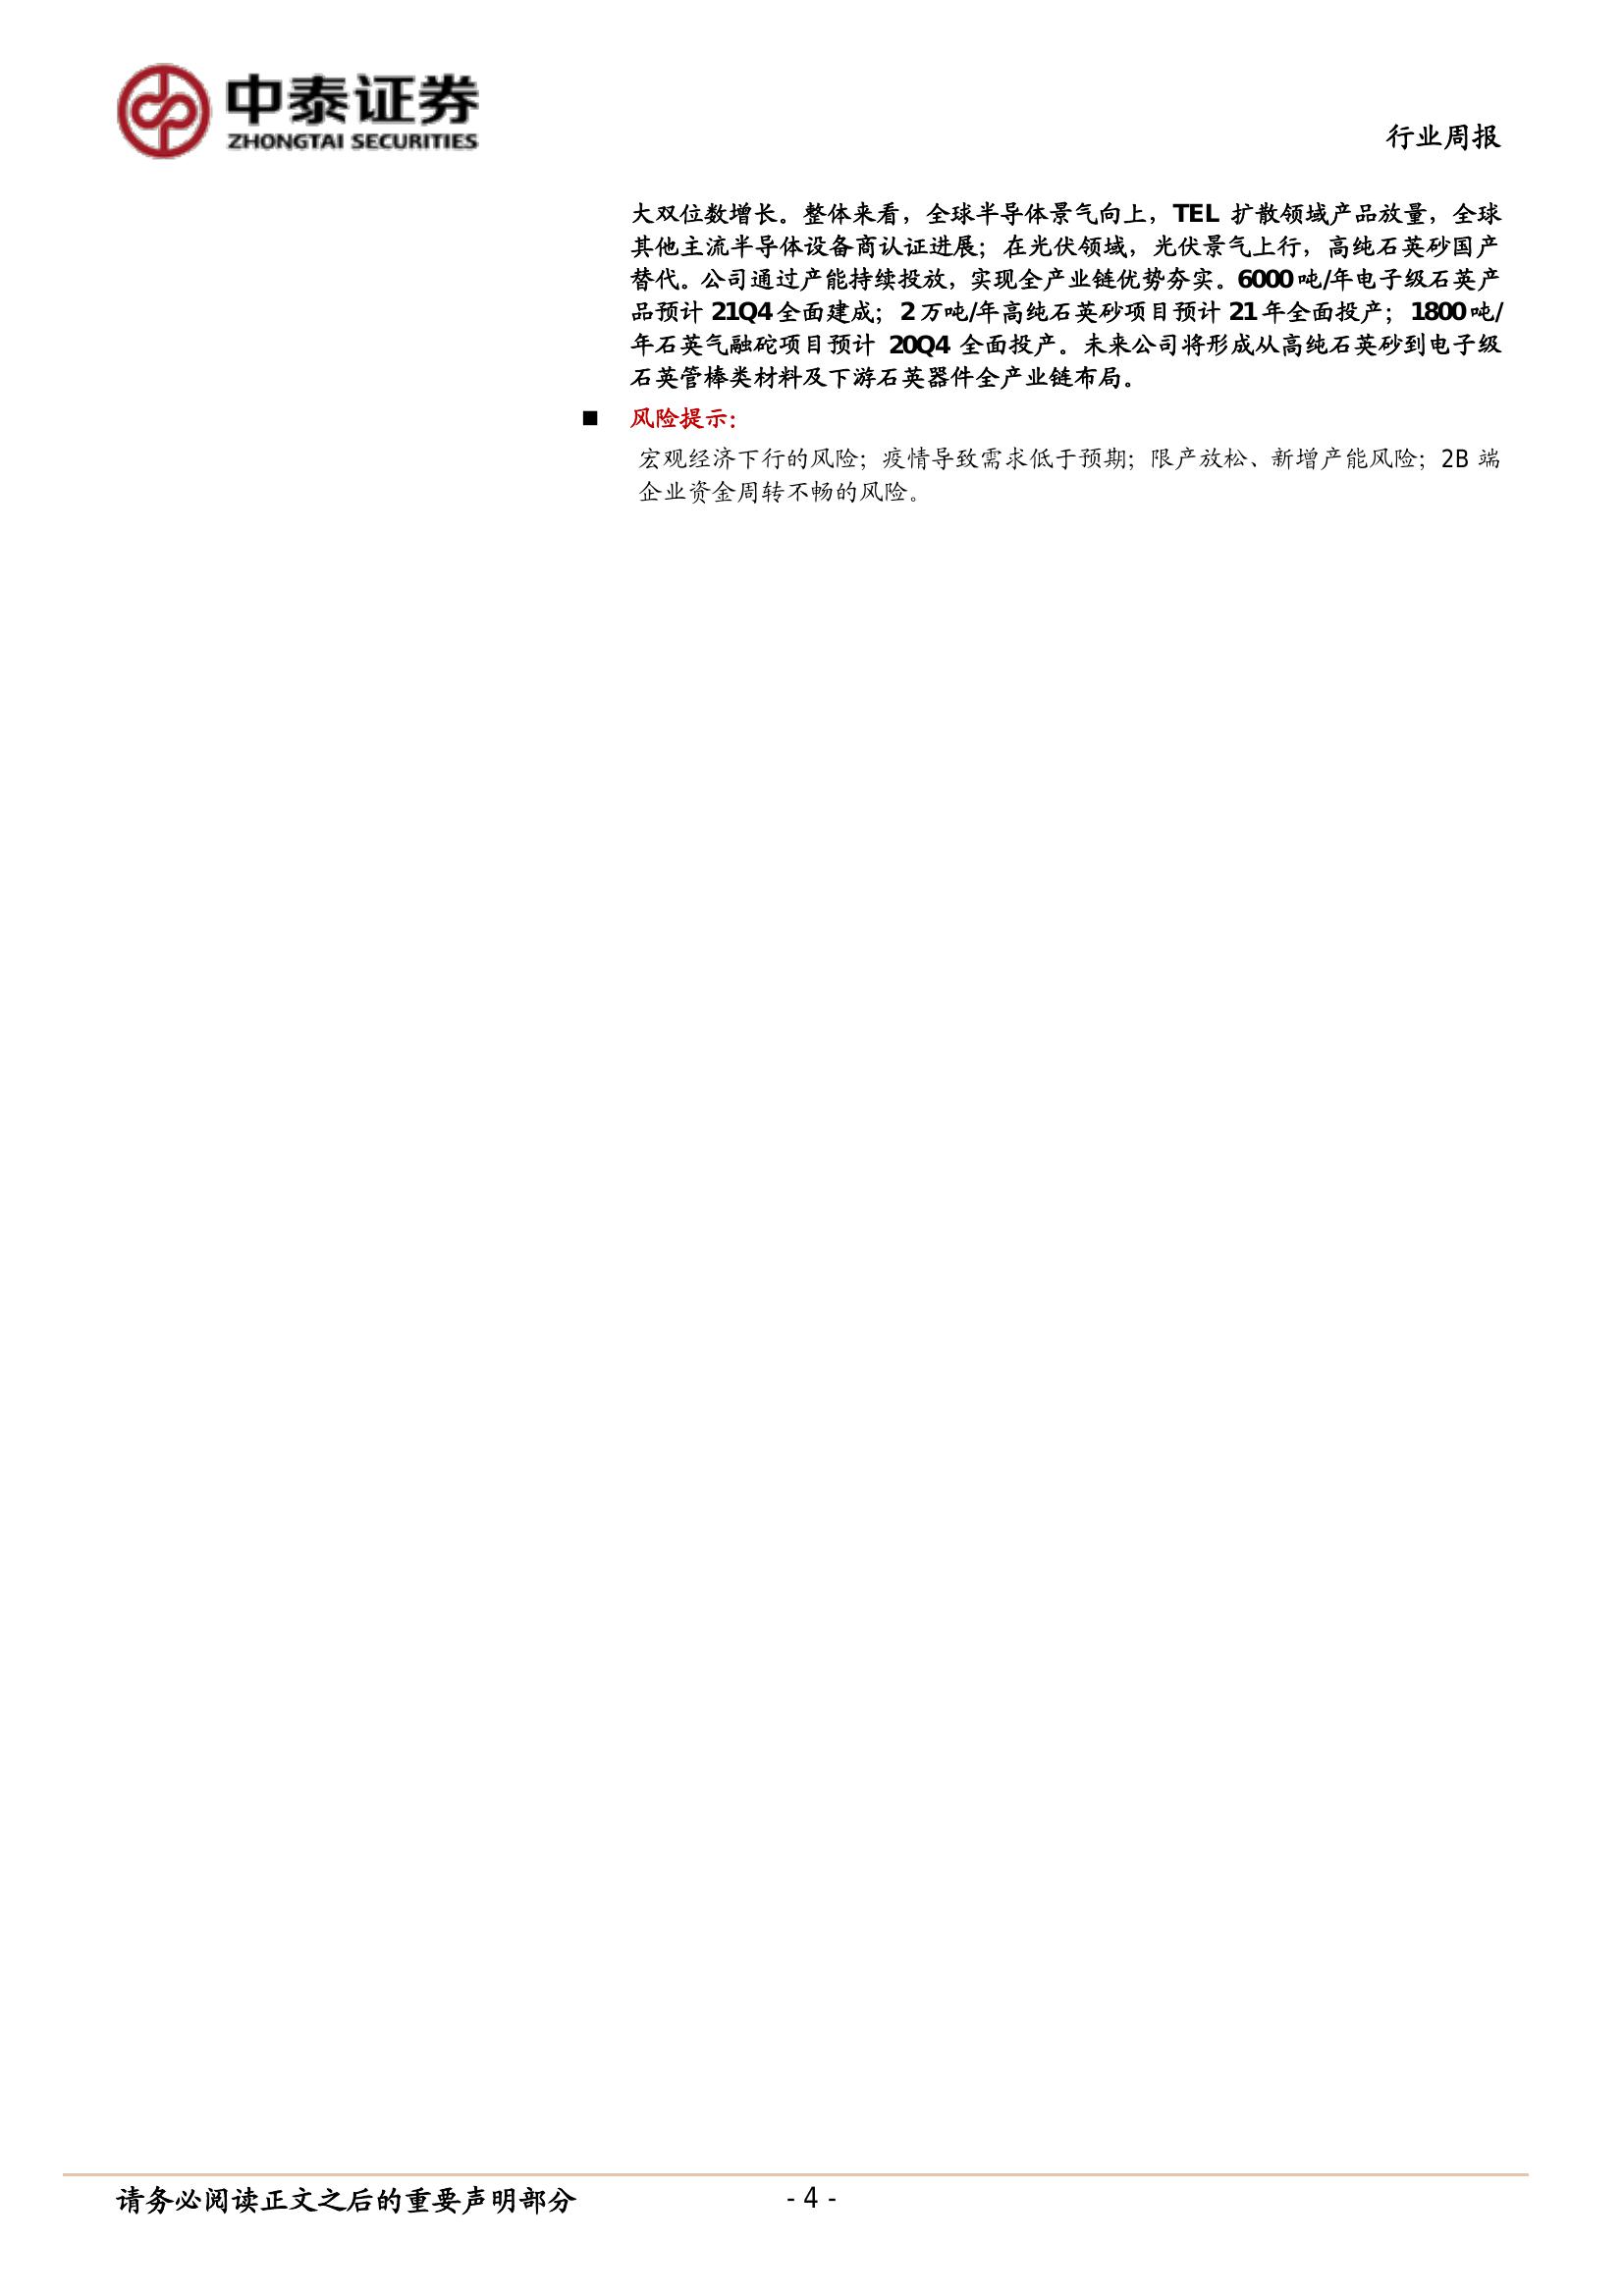 中泰证券
ZHONGTAI SECURITIES
行业周报
大双位数增长。整体来看，全球半导体景气向上，TEL 扩散领域产品放量，全球
其他主流半导体设备商认证进展；在光伏领域，光伏景气上行，高纯石英砂国产
替代。公司通过产能持续投放，实现全产业链优势夯实。6000 吨/年电子级石英产
品预计 21Q4 全面建成；2 万吨/年高纯石英砂项目预计 21 年全面投产；1800 吨/
年石英气融砣项目预计 20Q4 全面投产。未来公司将形成从高纯石英砂到电子级
石英管棒类材料及下游石英器件全产业链布局。
■ 风险提示：
宏观经济下行的风险；疫情导致需求低于预期；限产放松、新增产能风险；2B 端
企业资金周转不畅的风险。
请务必阅读正文之后的重要声明部分
- 4 -